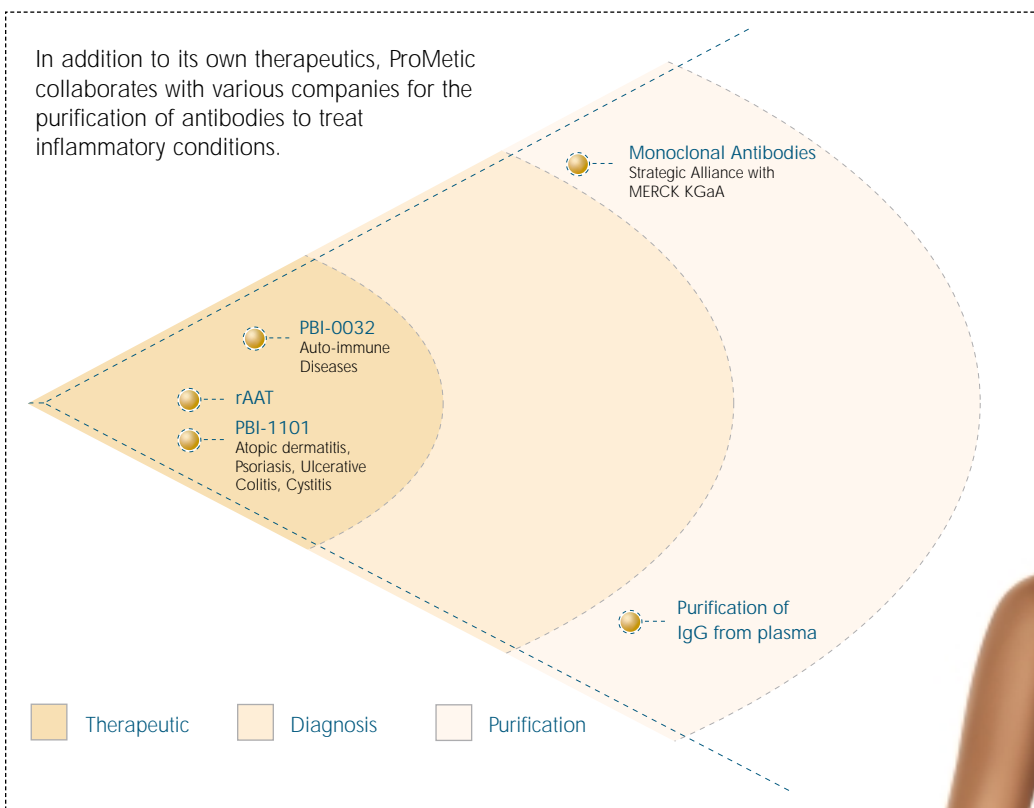 In addition to its own therapeutics, ProMetic
collaborates with various companies for the
purification of antibodies to treat
inflammatory conditions.
Monoclonal Antibodies
Strategic Alliance with
MERCK KGaA
PBI-0032
Auto-immune
Diseases
rAAT
PBI-1101
Atopic dermatitis,
Psoriasis, Ulcerative
Colitis, Cystitis
Purification of
IgG from plasma
Therapeutic
Diagnosis
Purification